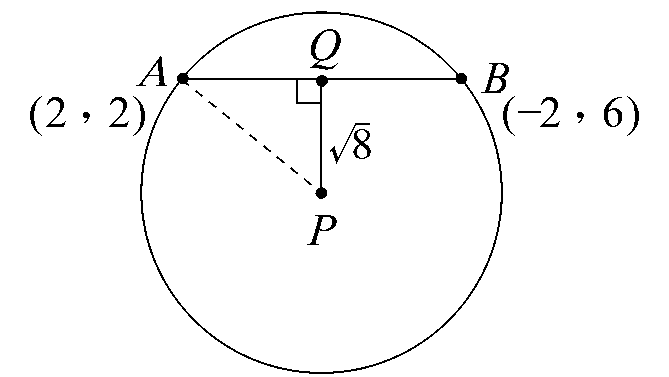 Q
A B
(2 , 2) (−2 , 6)
√8
P